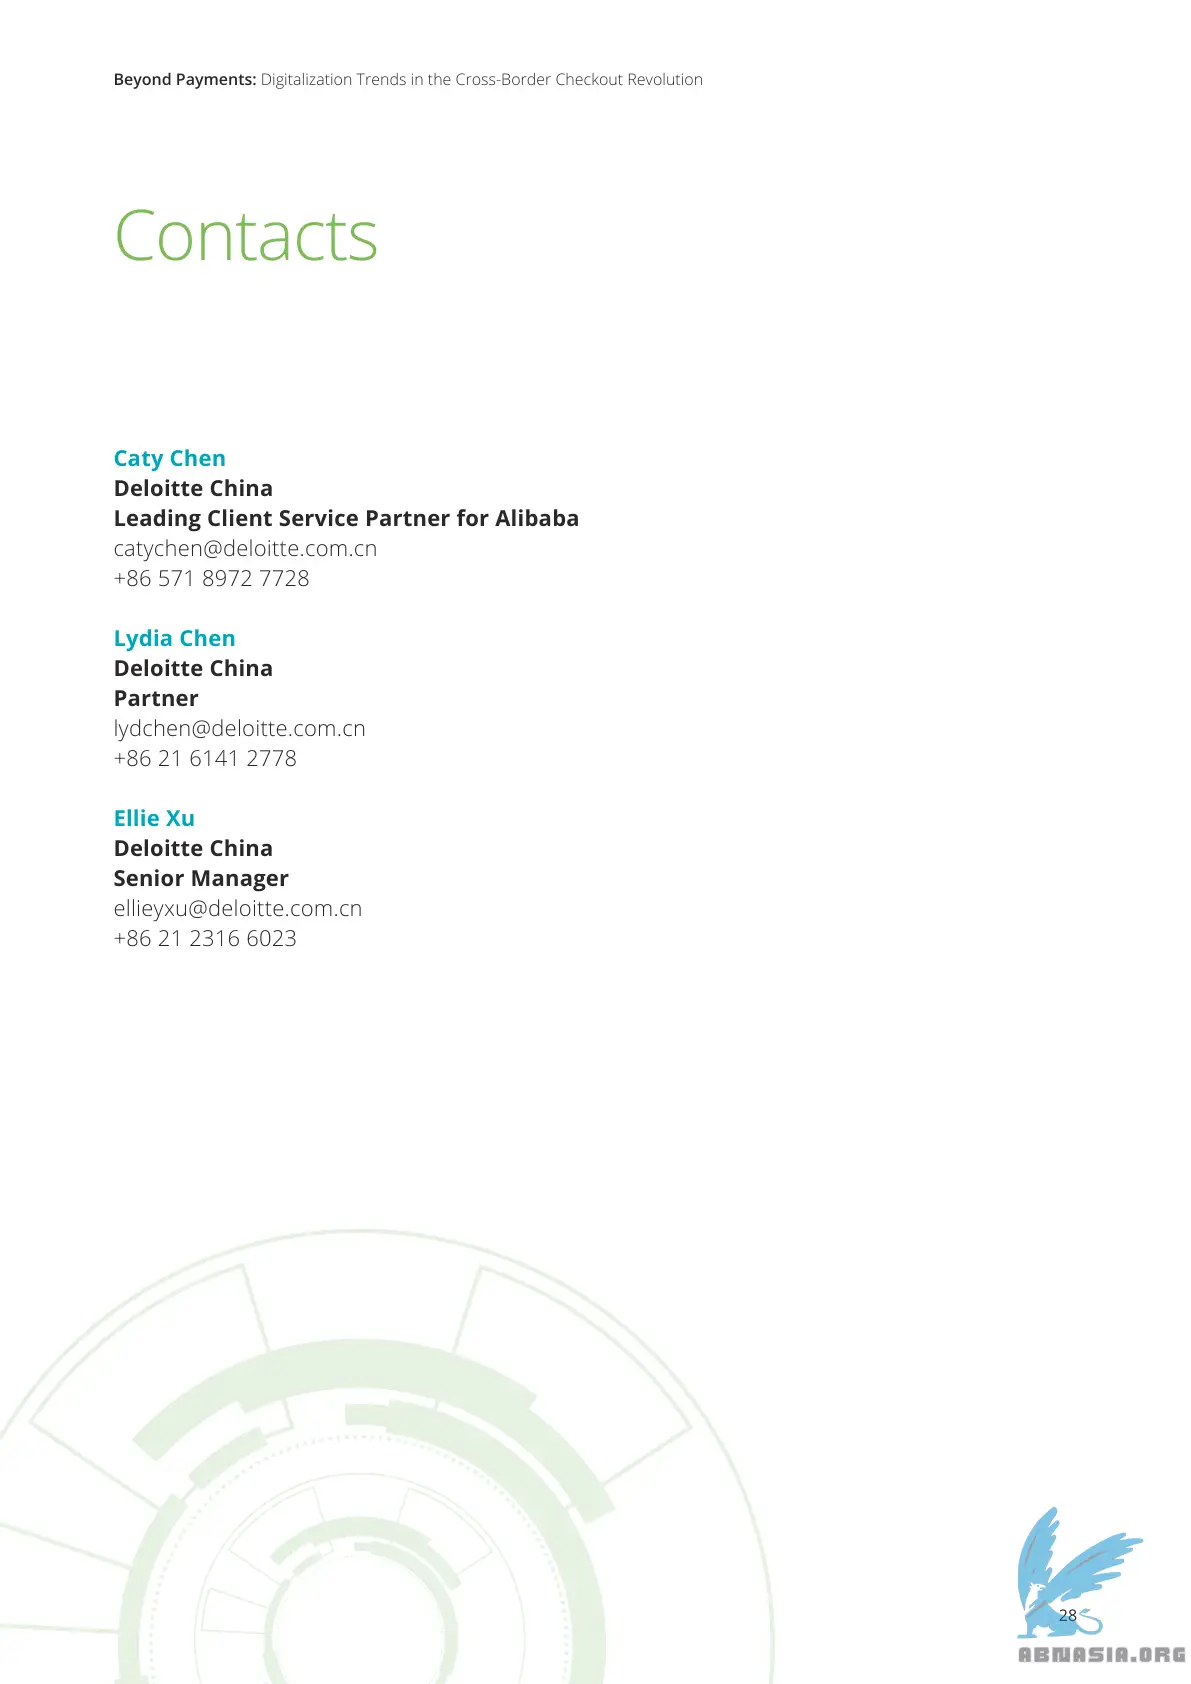 Beyond Payments: Digitalization Trends in the Cross-Border Checkout Revolution
Contacts
Caty Chen
Deloitte China
Leading Client Service Partner for Alibaba
catychen@deloitte.com.cn
+86 571 8972 7728
Lydia Chen
Deloitte China
Partner
lydchen@deloitte.com.cn
+86 21 6141 2778
Ellie Xu
Deloitte China
Senior Manager
ellieyxu@deloitte.com.cn
+86 21 2316 6023
28
ABNASIA.ORG